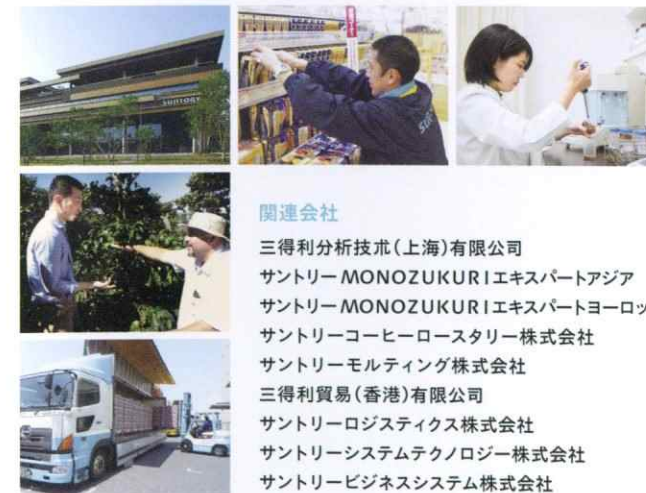 SUNTORY
関連会社
三得利分析技术(上海)有限公司
サントリーMONOZUKURIエキスパートアジア
サントリーMONOZUKURIエキスパートヨーロッ
サントリーコーヒーロースタリー株式会社
サントリーモルティング株式会社
三得利貿易(香港)有限公司
サントリーロジスティクス株式会社
サントリーシステムテクノロジー株式会社
サントリービジネスシステム株式会社